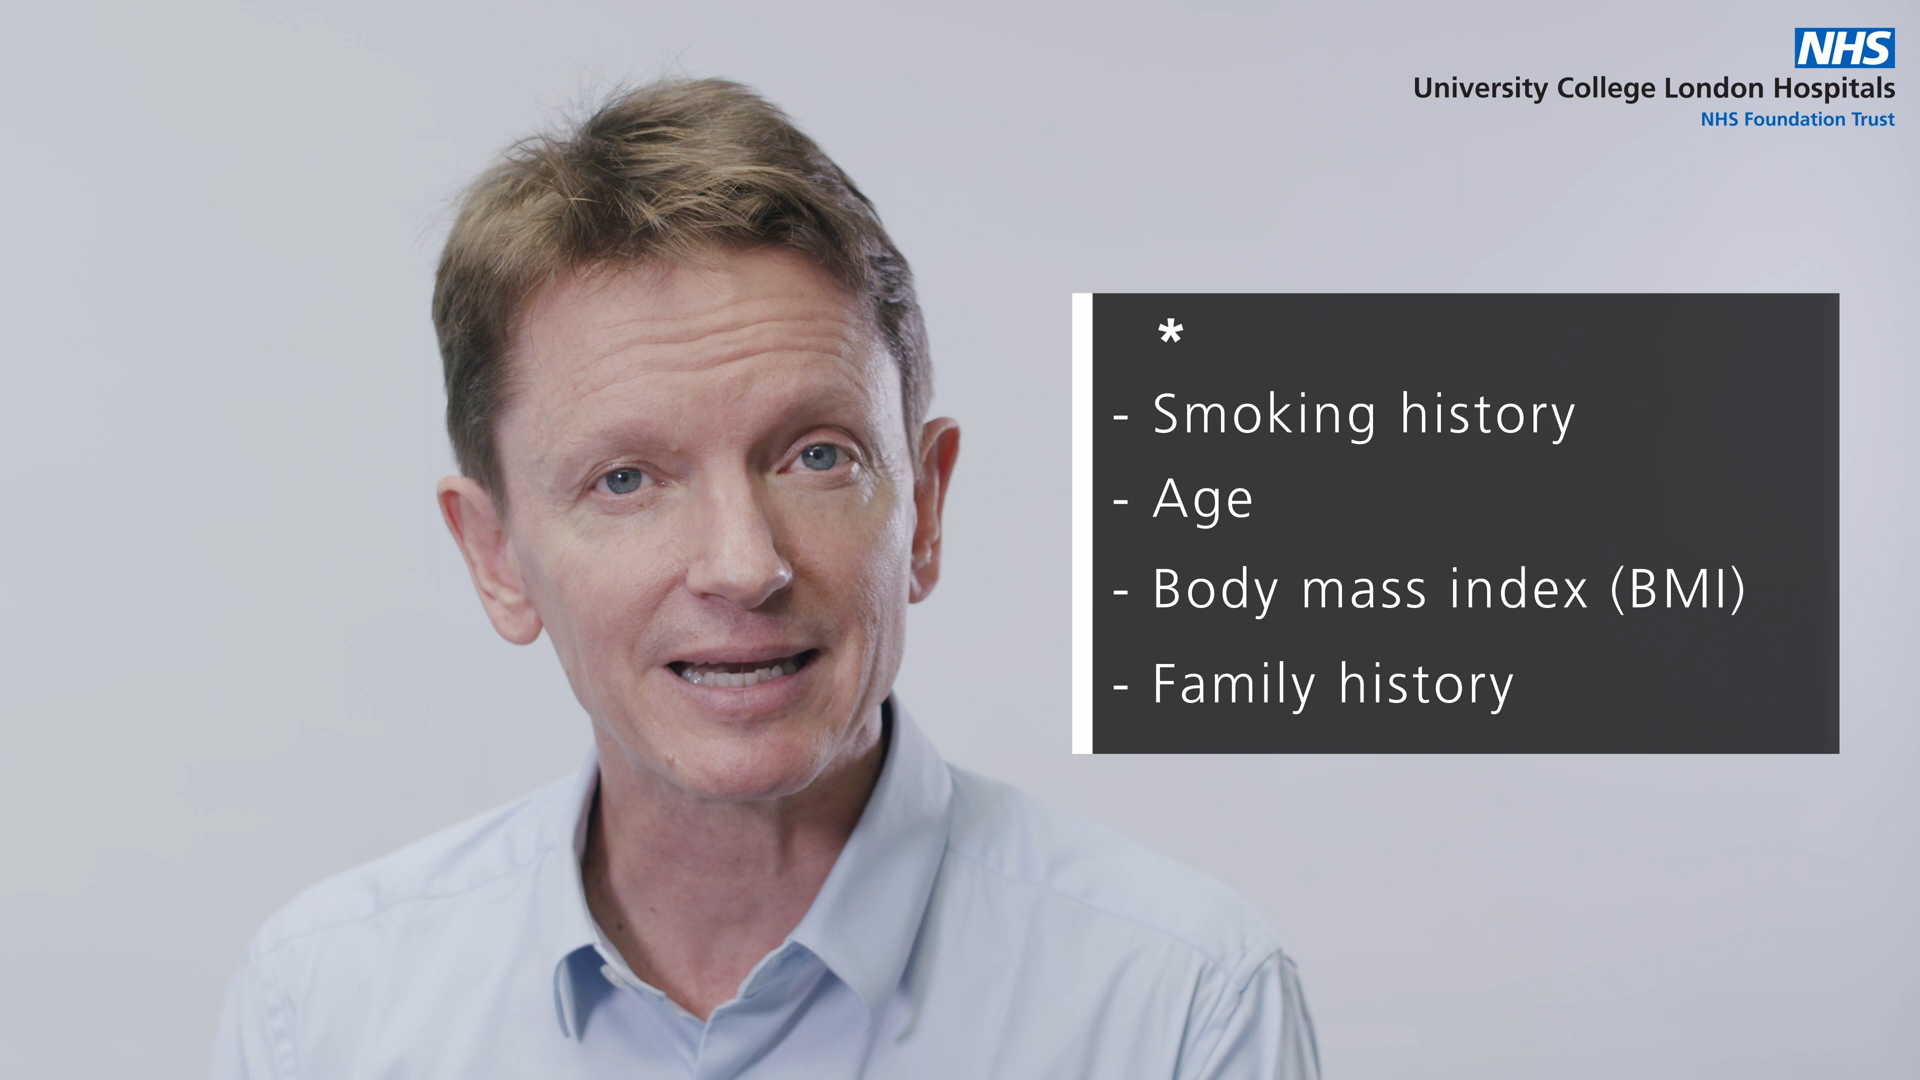 NHS
University College London Hospitals
NHS Foundation Trust
*
- Smoking history
- Age
- Body mass index (BMI)
- Family history